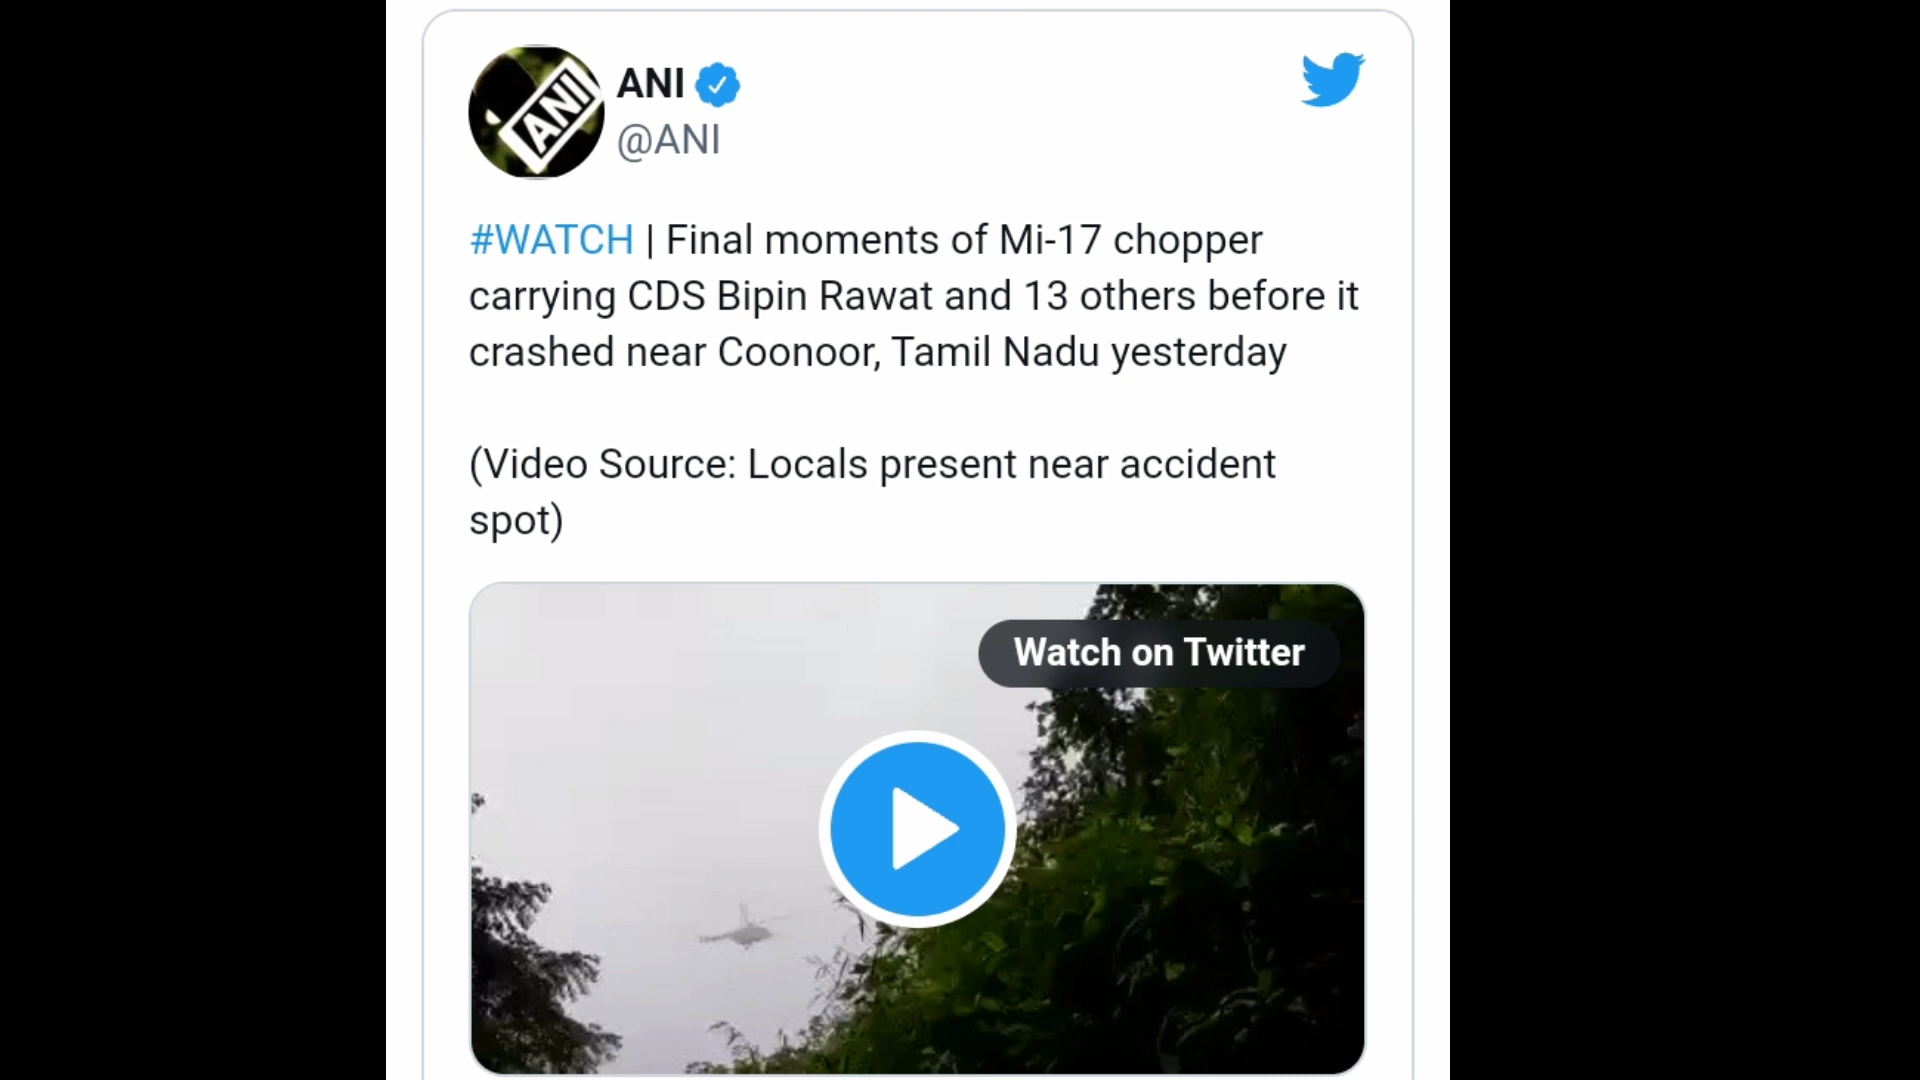 ANI
ANI
@ANI
#WATCH | Final moments of Mi-17 chopper
carrying CDS Bipin Rawat and 13 others before it
crashed near Coonoor, Tamil Nadu yesterday
(Video Source: Locals present near accident
spot)
Watch on Twitter